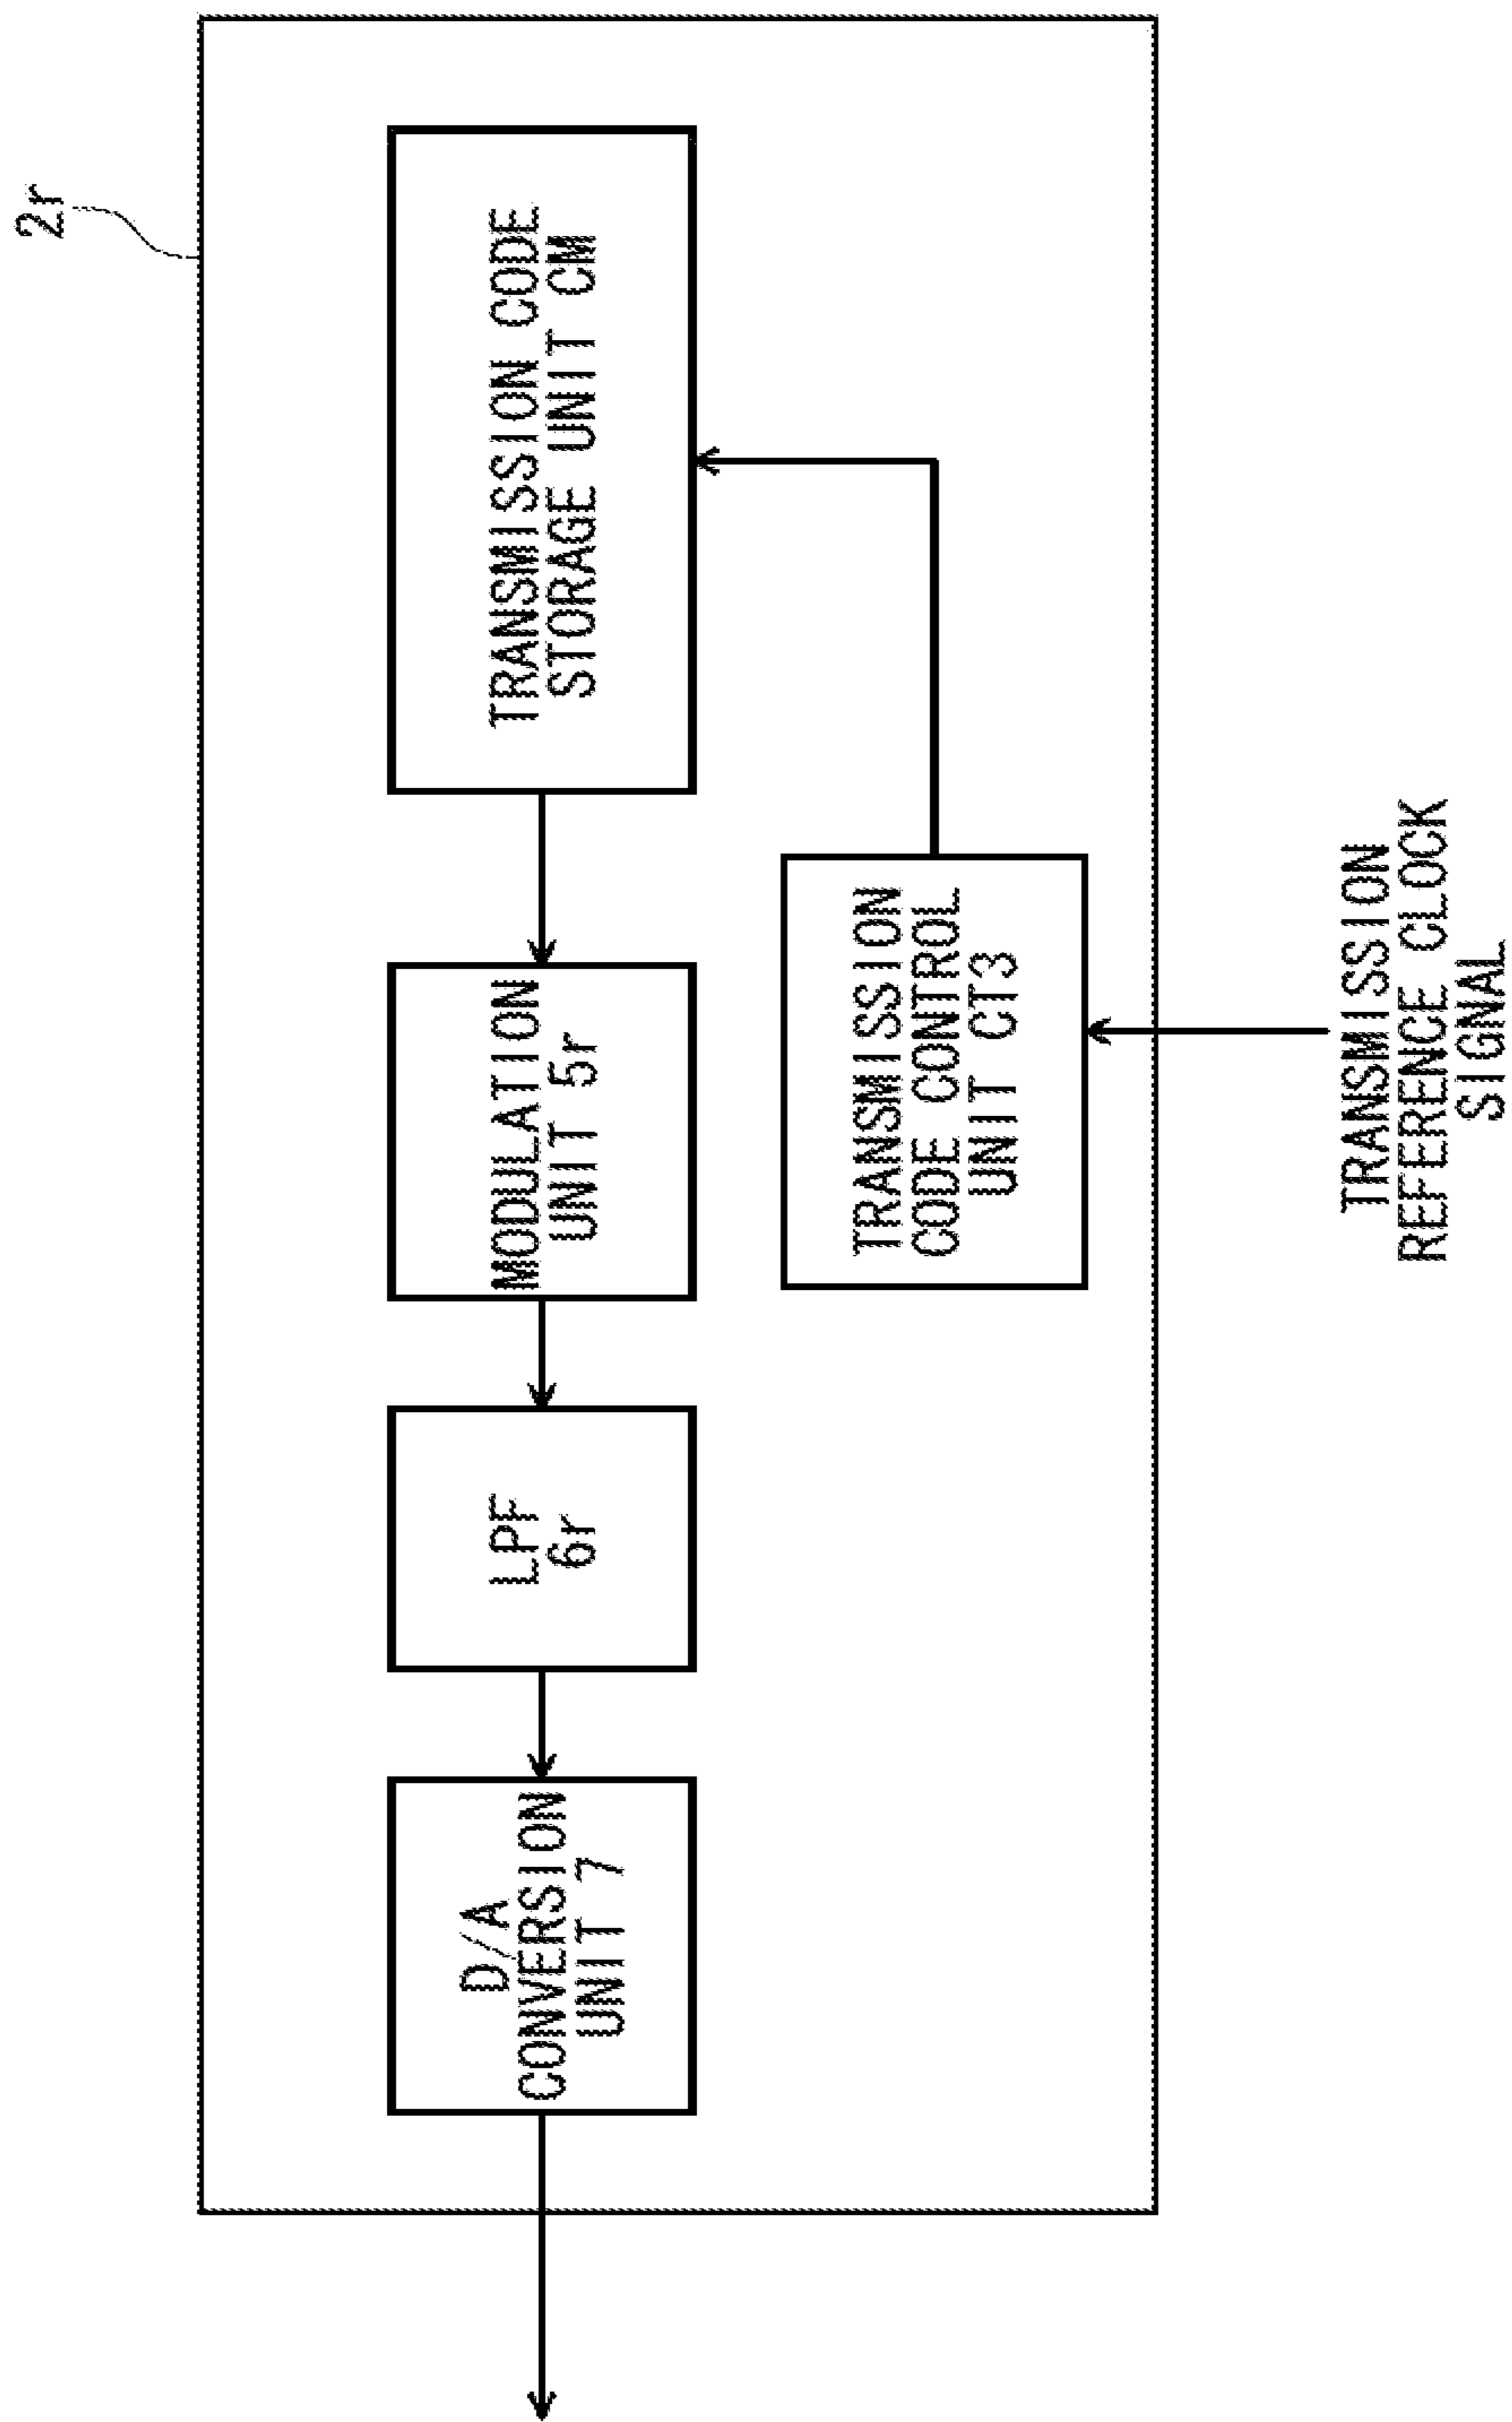 2r
D/A
CONVERSION
UNIT 7
LPF
6r
MODULATION
UNIT 5r
TRANSMISSION CODE
STORAGE UNIT CM
TRANSMISSION
CODE CONTROL
UNIT CT3
TRANSMISSION
REFERENCE CLOCK
SIGNAL